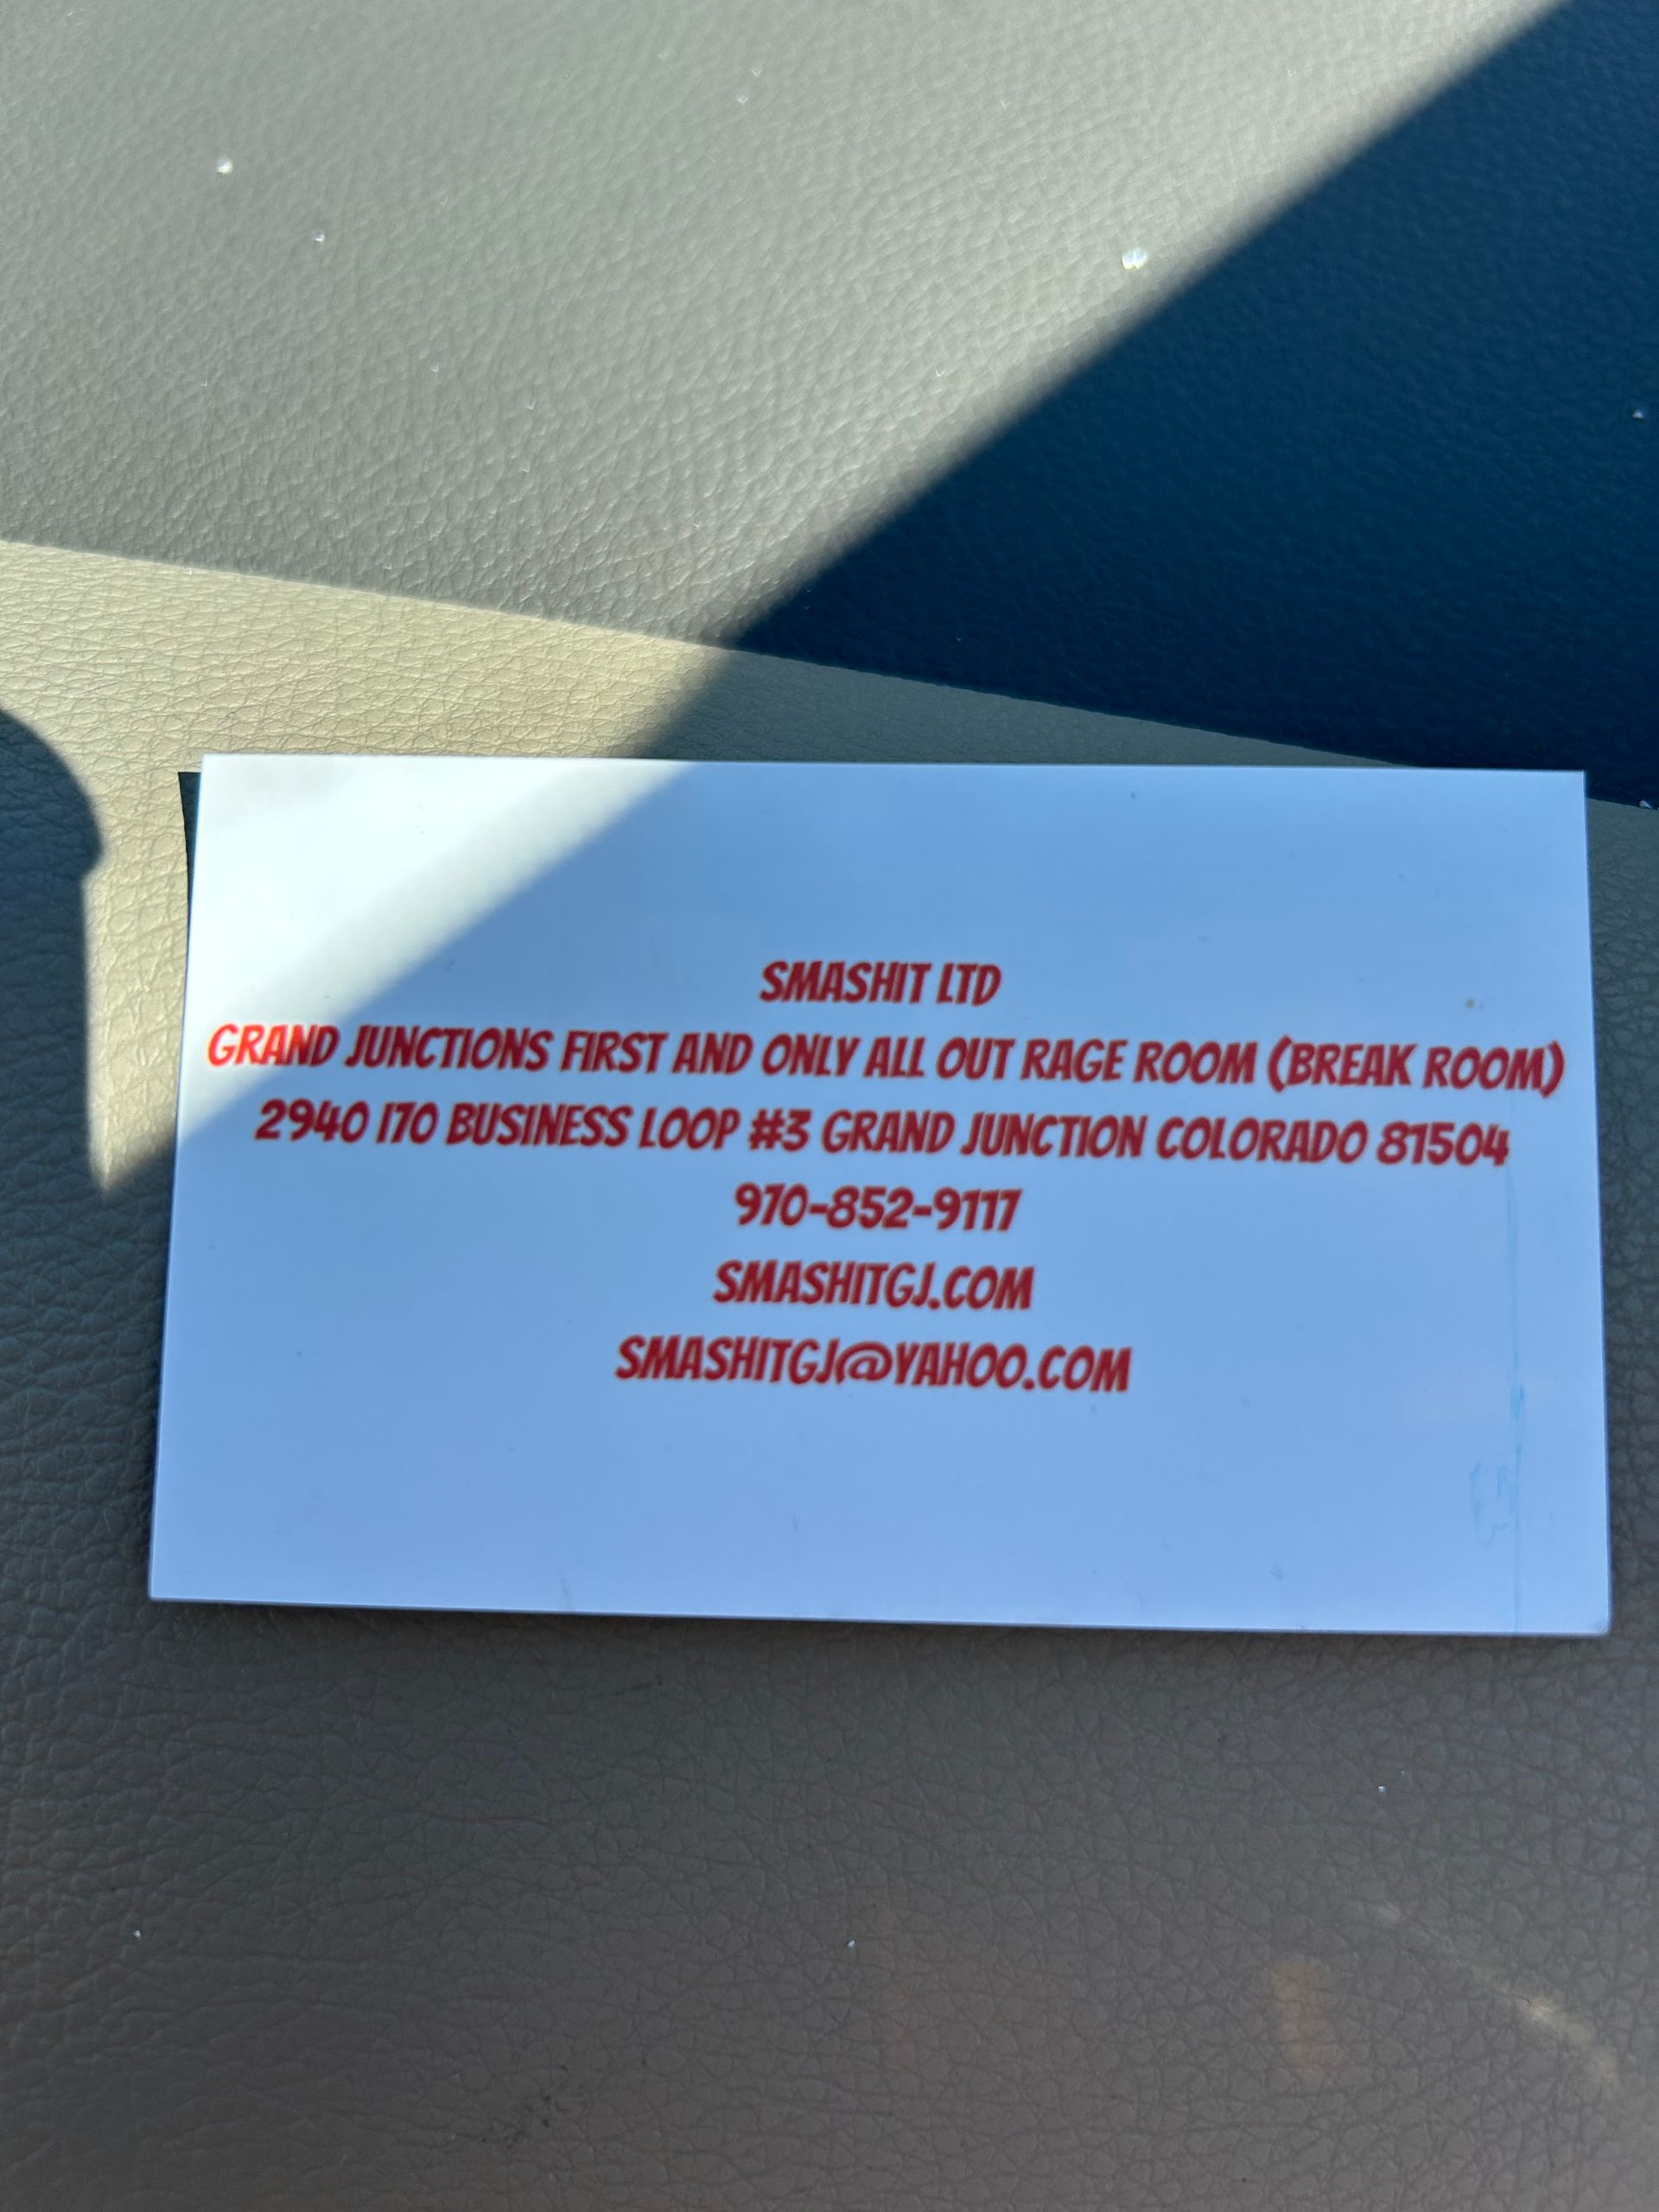 SMASHIT LTD
GRAND JUNCTIONS FIRST AND ONLY ALL OUT RAGE ROOM (BREAK ROOM)
2940 I70 BUSINESS LOOP #3 GRAND JUNCTION COLORADO 81504
970-852-9117
SMASHITGJ.COM
SMASHITGJ@YAHOO.COM